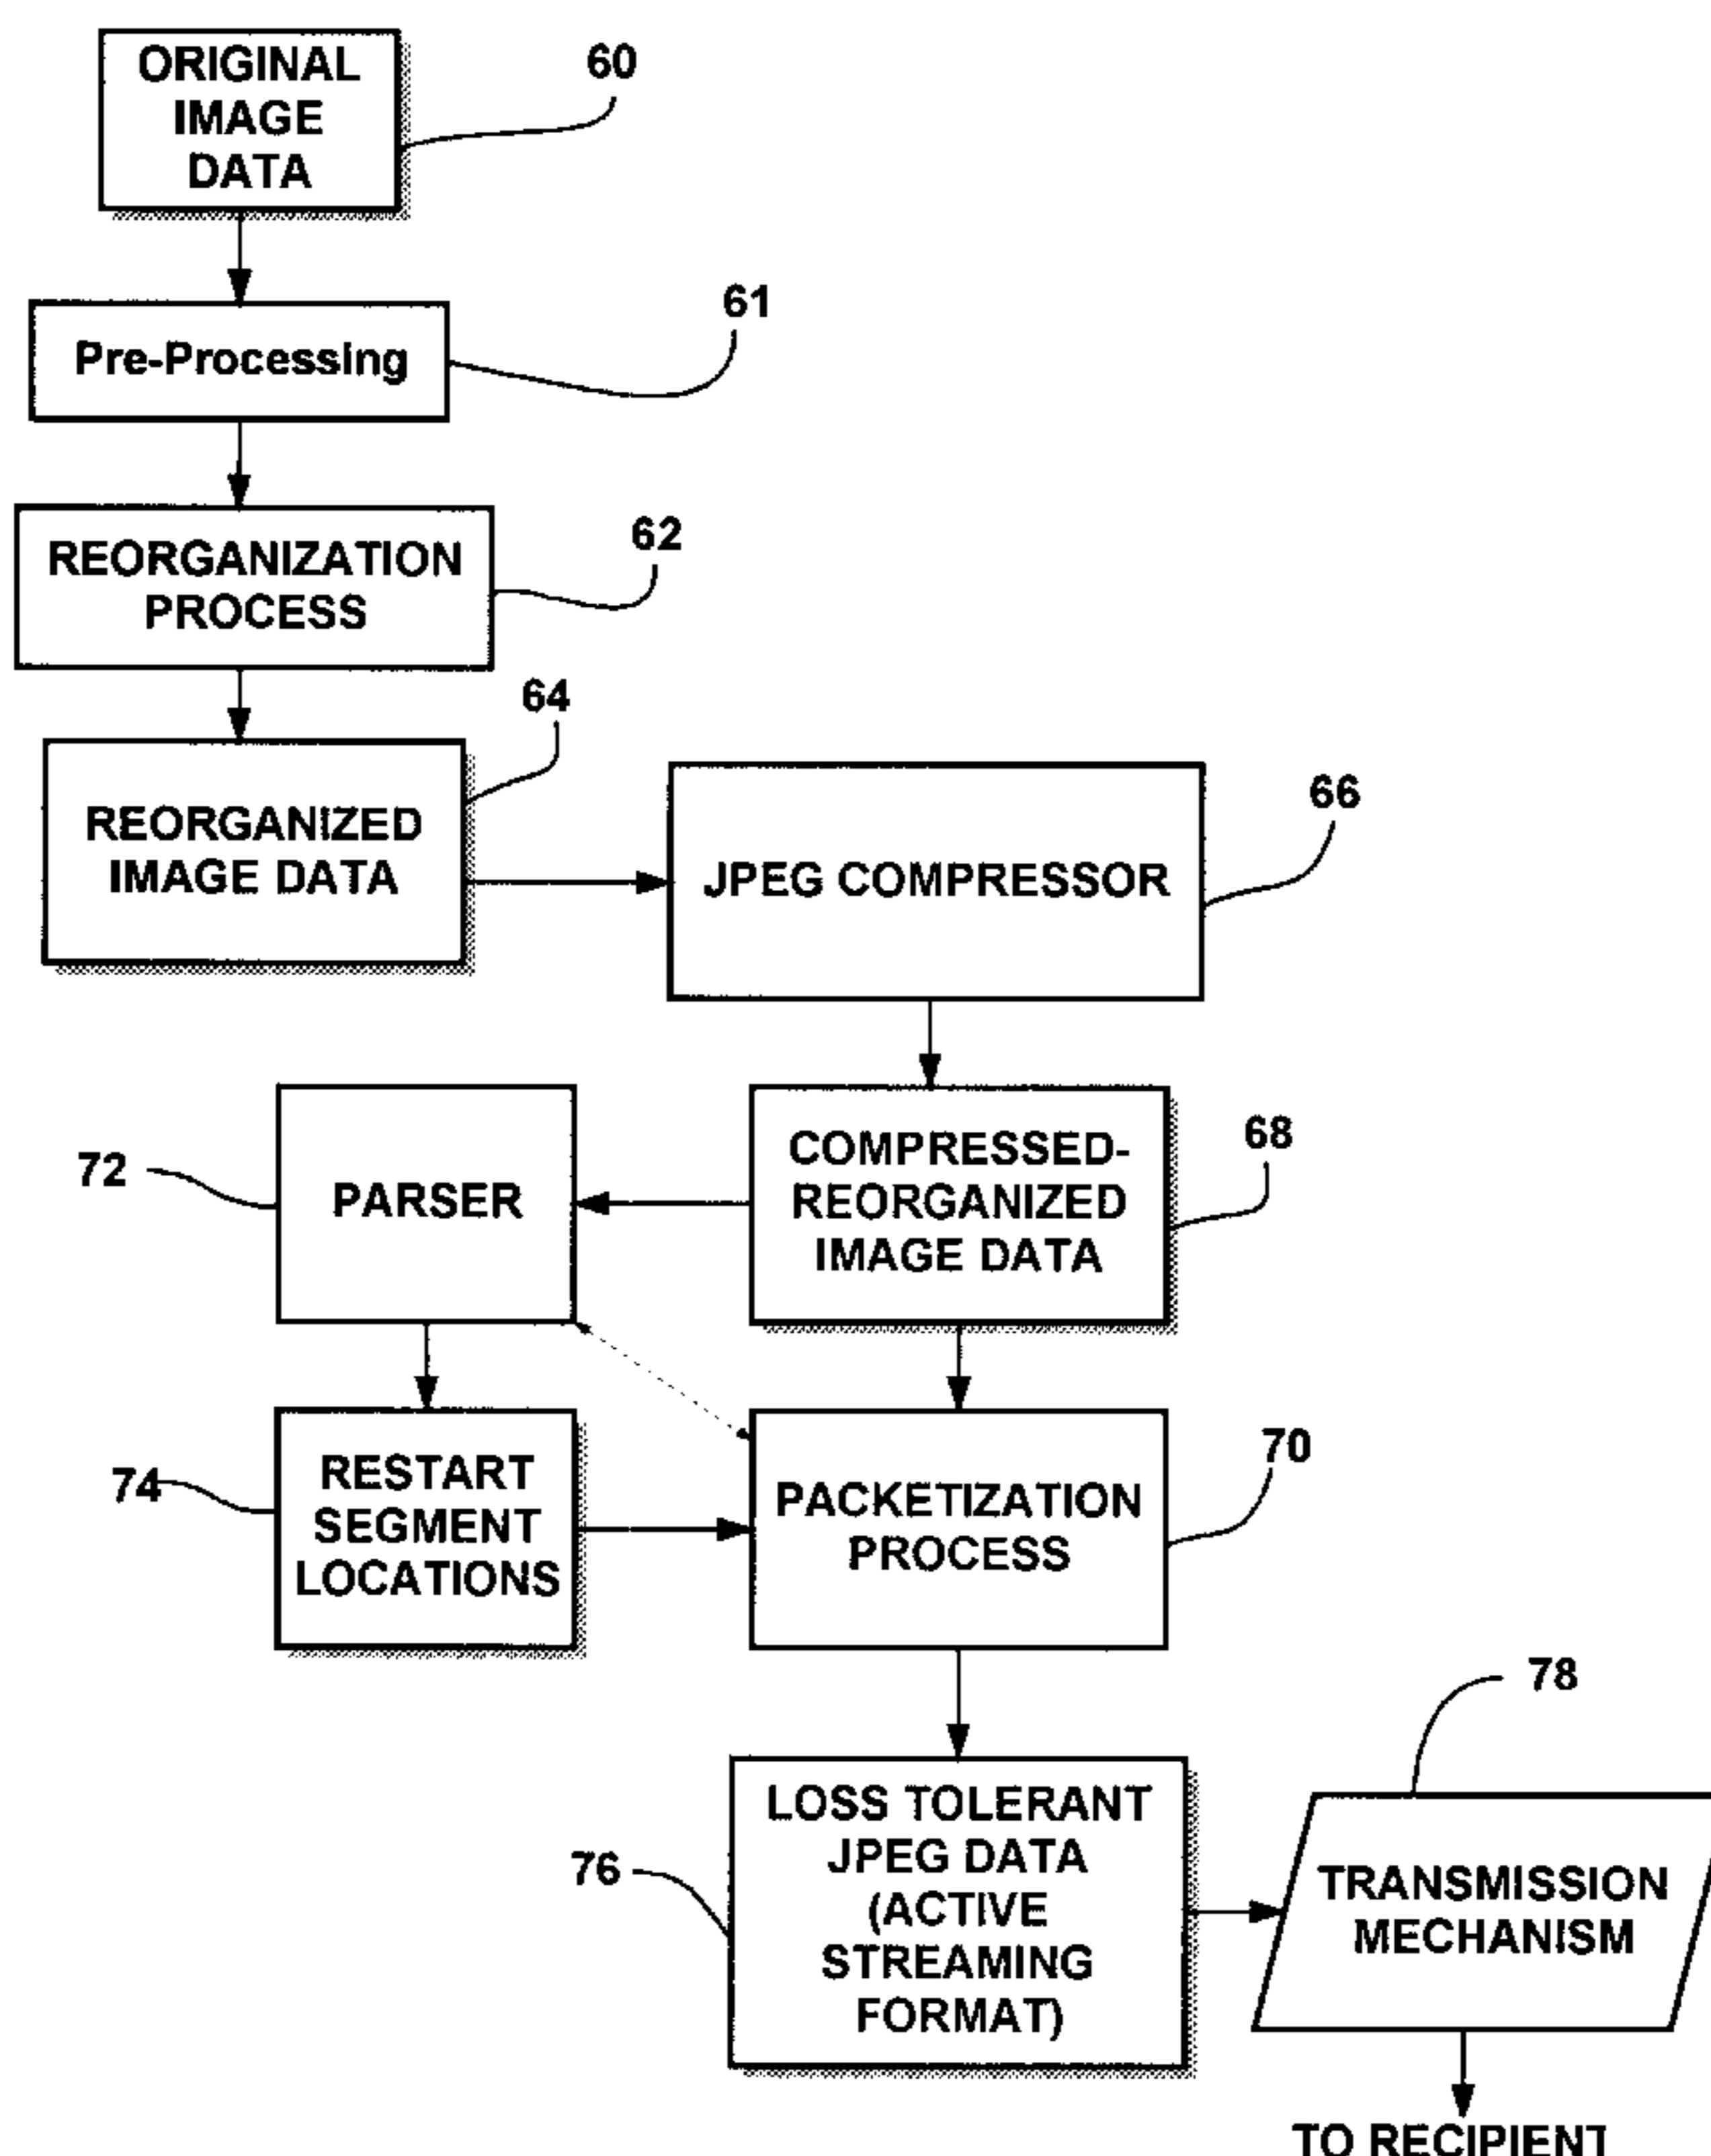 ORIGINAL
IMAGE
DATA
60
Pre-Processing
61
REORGANIZATION
PROCESS
62
REORGANIZED
IMAGE DATA
64
JPEG COMPRESSOR
66
COMPRESSED-
REORGANIZED
IMAGE DATA
68
PARSER
72
RESTART
SEGMENT
LOCATIONS
74
PACKETIZATION
PROCESS
70
LOSS TOLERANT
JPEG DATA
(ACTIVE
STREAMING
FORMAT)
76
TRANSMISSION
MECHANISM
78
TO RECIPIENT